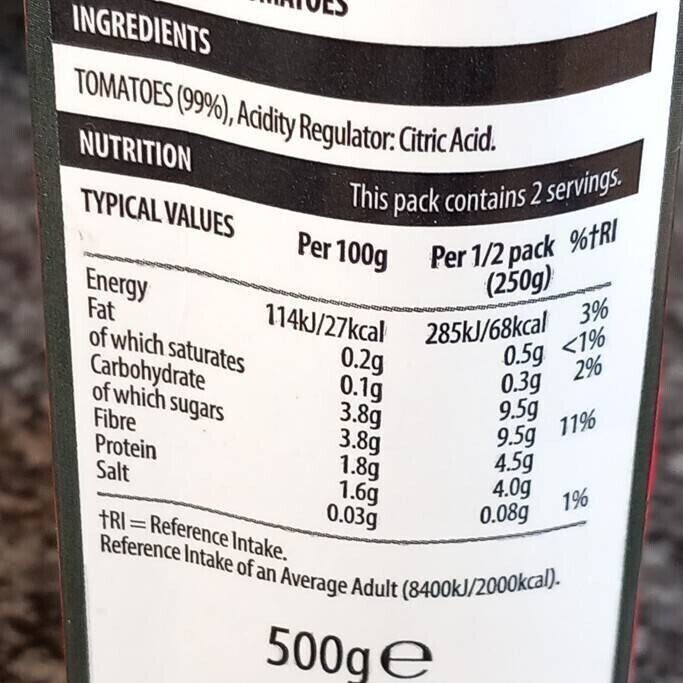 INGREDIENTS
TOMATOES (99%), Acidity Regulator: Citric Acid.
NUTRITION
This pack contains 2 servings.
TYPICAL VALUES Per 100g Per 1/2 pack (250g) %†RI
Energy 114kJ/27kcal 285kJ/68kcal 3%
Fat 0.2g 0.5g <1%
of which saturates 0.1g 0.3g 2%
Carbohydrate 3.8g 9.5g
of which sugars 3.8g 9.5g 11%
Fibre 1.8g 4.5g
Protein 1.6g 4.0g
Salt 0.03g 0.08g 1%
†RI = Reference Intake.
Reference Intake of an Average Adult (8400kJ/2000kcal).
500g e